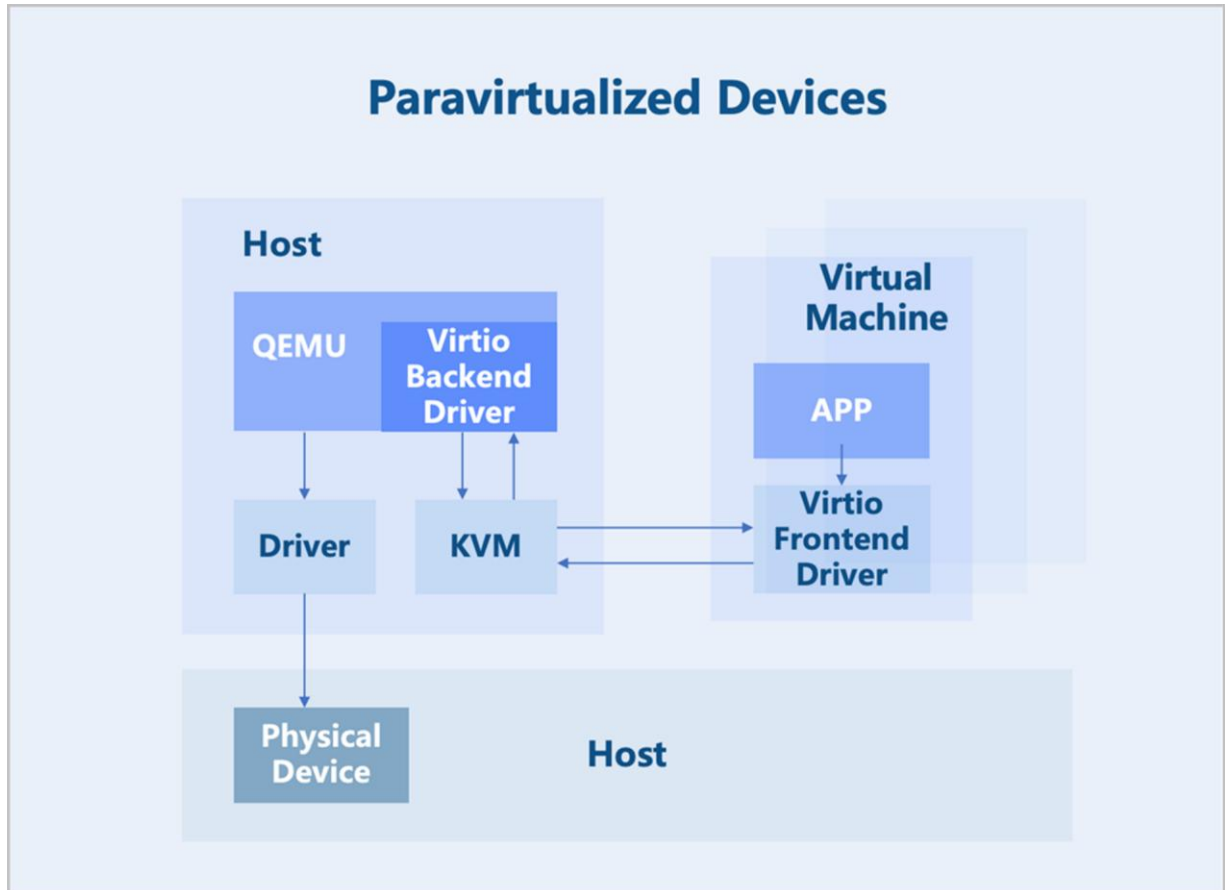 Paravirtualized Devices
Host
QEMU
Virtio
Backend
Driver
Driver
KVM
Virtual
Machine
APP
Virtio
Frontend
Driver
Physical
Device
Host